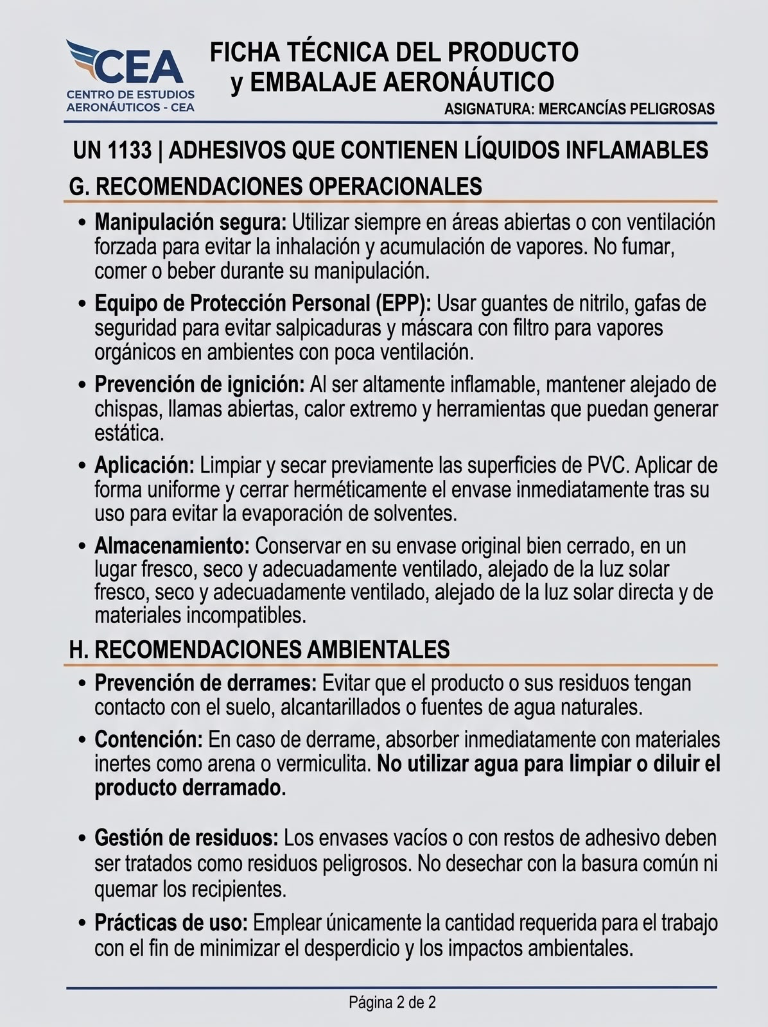 CEA
CENTRO DE ESTUDIOS
AERONÁUTICOS - CEA
FICHA TÉCNICA DEL PRODUCTO
y EMBALAJE AERONÁUTICO
ASIGNATURA: MERCANCÍAS PELIGROSAS
UN 1133 | ADHESIVOS QUE CONTIENEN LÍQUIDOS INFLAMABLES
G. RECOMENDACIONES OPERACIONALES
• Manipulación segura: Utilizar siempre en áreas abiertas o con ventilación
forzada para evitar la inhalación y acumulación de vapores. No fumar,
comer o beber durante su manipulación.
• Equipo de Protección Personal (EPP): Usar guantes de nitrilo, gafas de
seguridad para evitar salpicaduras y máscara con filtro para vapores
orgánicos en ambientes con poca ventilación.
• Prevención de ignición: Al ser altamente inflamable, mantener alejado de
chispas, llamas abiertas, calor extremo y herramientas que puedan generar
estática.
• Aplicación: Limpiar y secar previamente las superficies de PVC. Aplicar de
forma uniforme y cerrar herméticamente el envase inmediatamente tras su
uso para evitar la evaporación de solventes.
• Almacenamiento: Conservar en su envase original bien cerrado, en un
lugar fresco, seco y adecuadamente ventilado, alejado de la luz solar
fresco, seco y adecuadamente ventilado, alejado de la luz solar directa y de
materiales incompatibles.
H. RECOMENDACIONES AMBIENTALES
• Prevención de derrames: Evitar que el producto o sus residuos tengan
contacto con el suelo, alcantarillados o fuentes de agua naturales.
• Contención: En caso de derrame, absorber inmediatamente con materiales
inertes como arena o vermiculita. No utilizar agua para limpiar o diluir el
producto derramado.
• Gestión de residuos: Los envases vacíos o con restos de adhesivo deben
ser tratados como residuos peligrosos. No desechar con la basura común ni
quemar los recipientes.
• Prácticas de uso: Emplear únicamente la cantidad requerida para el trabajo
con el fin de minimizar el desperdicio y los impactos ambientales.
Página 2 de 2